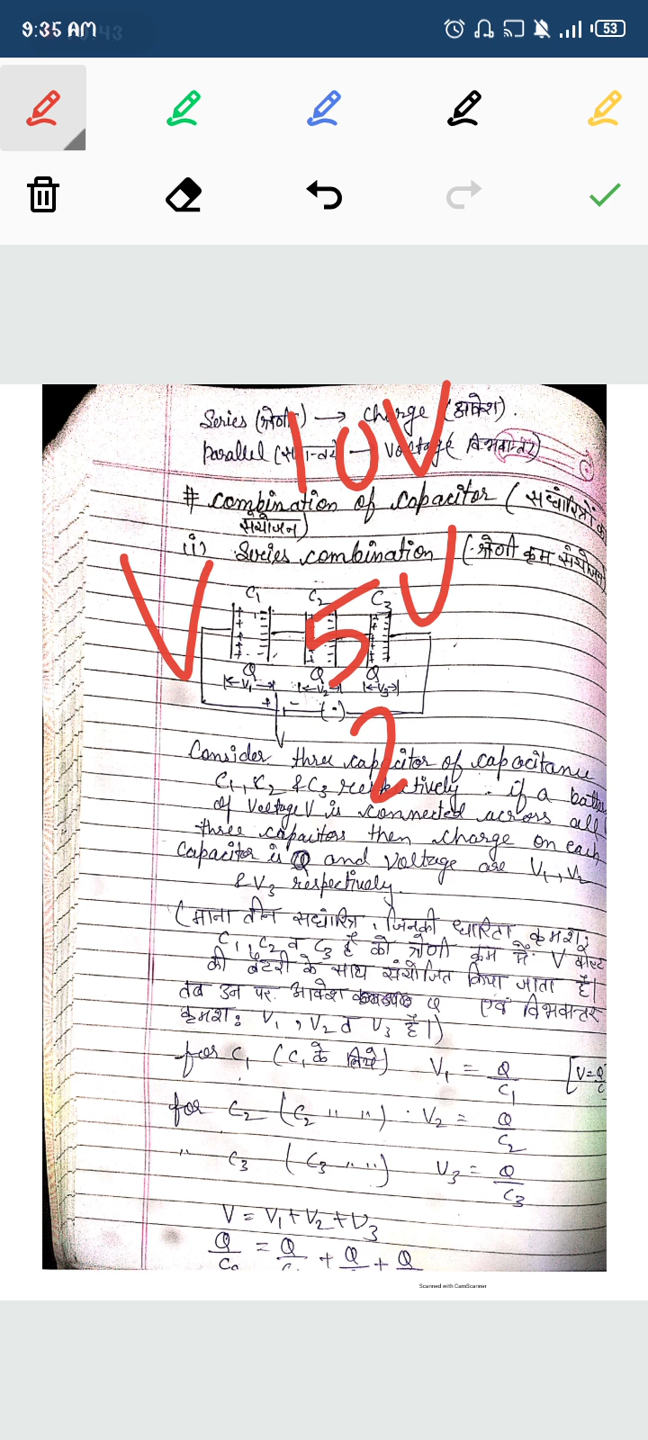 9:35 AM
53
Series (श्रेणी) → Charge (आवेश).
Parallel ( → Voltage ( विभवान्तर)
10V
# Combination of Capacitor ( संधारित्रों
संयोजन)
(i) Series combination ( श्रेणी क्रम संयोजन
V
5
V
2
C1 C2 C3
+ + + + - - - -
Q Q Q
|←V1→| |←V2→| |←V3→|
+ - (·)
Consider three capacitor of capacitance
C1, C2 & C3 respectively. if a
of Voltage V is connected across all
three capacitors then charge on each
Capacitor is Q and Voltage are V1, V2
& V3 respectively.
( माना तीन संधारित्र, जिनकी धारिता क्रमशः
C1, C2 व C3 है को श्रेणी क्रम में V वोल्ट
की बैटरी के साथ संयोजित किया जाता है।
तब उन पर आवेश Q एवं विभवान्तर
क्रमशः V1, V2 व V3 है।)
for C1 (C1 के लिये) V1 = Q/C1 [V=Q/C
for C2 (C2 " ") V2 = Q/C2
" C3 (C3 " ") V3 = Q/C3
V = V1+V2+V3
Q = Q + Q + Q
Scanned with CamScanner